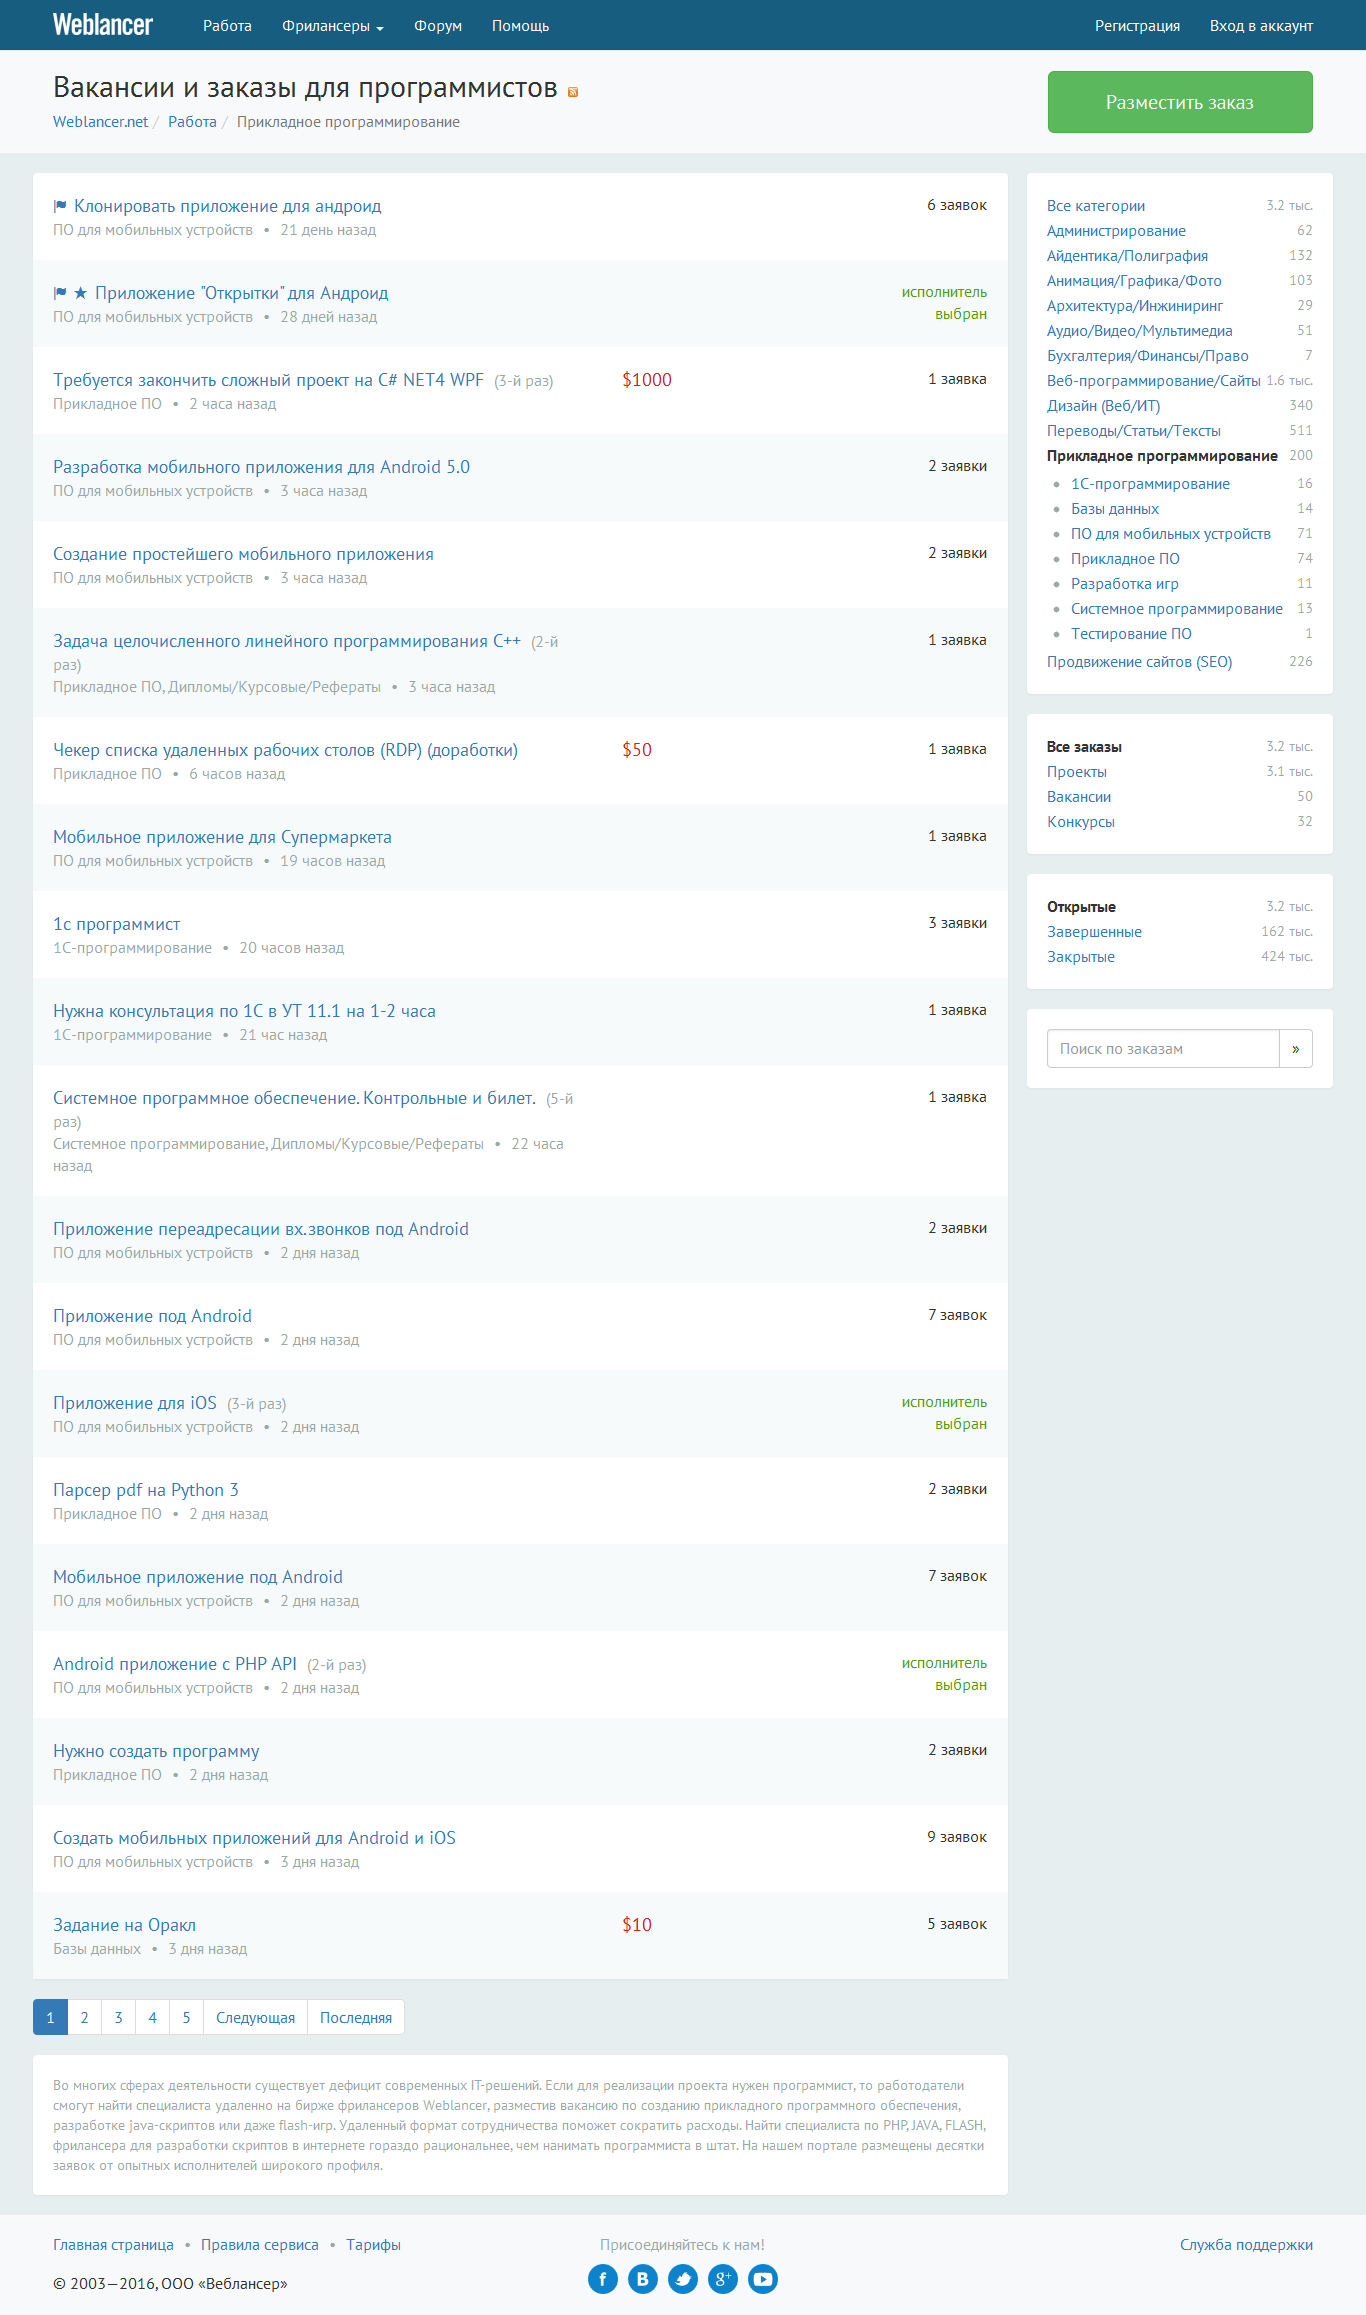 Weblancer Работа Фрилансеры Форум Помощь Регистрация Вход в аккаунт
Вакансии и заказы для программистов
Разместить заказ
Weblancer.net / Работа / Прикладное программирование
Клонировать приложение для андроид 6 заявок
ПО для мобильных устройств • 21 день назад
Приложение "Открытки" для Андроид исполнитель
выбран
ПО для мобильных устройств • 28 дней назад
Требуется закончить сложный проект на C# NET4 WPF (3-й раз) $1000 1 заявка
Прикладное ПО • 2 часа назад
Разработка мобильного приложения для Android 5.0 2 заявки
ПО для мобильных устройств • 3 часа назад
Создание простейшего мобильного приложения 2 заявки
ПО для мобильных устройств • 3 часа назад
Задача целочисленного линейного программирования C++ (2-й 1 заявка
раз)
Прикладное ПО, Дипломы/Курсовые/Рефераты • 3 часа назад
Чекер списка удаленных рабочих столов (RDP) (доработки) $50 1 заявка
Прикладное ПО • 6 часов назад
Мобильное приложение для Супермаркета 1 заявка
ПО для мобильных устройств • 19 часов назад
1с программист 3 заявки
1С-программирование • 20 часов назад
Нужна консультация по 1С в УТ 11.1 на 1-2 часа 1 заявка
1С-программирование • 21 час назад
Системное программное обеспечение. Контрольные и билет. (5-й 1 заявка
раз)
Системное программирование, Дипломы/Курсовые/Рефераты • 22 часа
назад
Приложение переадресации вх.звонков под Android 2 заявки
ПО для мобильных устройств • 2 дня назад
Приложение под Android 7 заявок
ПО для мобильных устройств • 2 дня назад
Приложение для iOS (3-й раз) исполнитель
выбран
ПО для мобильных устройств • 2 дня назад
Парсер pdf на Python 3 2 заявки
Прикладное ПО • 2 дня назад
Мобильное приложение под Android 7 заявок
ПО для мобильных устройств • 2 дня назад
Android приложение с PHP API (2-й раз) исполнитель
выбран
ПО для мобильных устройств • 2 дня назад
Нужно создать программу 2 заявки
Прикладное ПО • 2 дня назад
Создать мобильных приложений для Android и iOS 9 заявок
ПО для мобильных устройств • 3 дня назад
Задание на Оракл $10 5 заявок
Базы данных • 3 дня назад
1 2 3 4 5 Следующая Последняя
Во многих сферах деятельности существует дефицит современных IT-решений. Если для реализации проекта нужен программист, то работодатели
смогут найти специалиста удаленно на бирже фрилансеров Weblancer, разместив вакансию по созданию прикладного программного обеспечения,
разработке java-скриптов или даже flash-игр. Удаленный формат сотрудничества поможет сократить расходы. Найти специалиста по PHP, JAVA, FLASH,
фрилансера для разработки скриптов в интернете гораздо рациональнее, чем нанимать программиста в штат. На нашем портале размещены десятки
заявок от опытных исполнителей широкого профиля.
Все категории 3.2 тыс.
Администрирование 62
Айдентика/Полиграфия 132
Анимация/Графика/Фото 103
Архитектура/Инжиниринг 29
Аудио/Видео/Мультимедиа 51
Бухгалтерия/Финансы/Право 7
Веб-программирование/Сайты 1.6 тыс.
Дизайн (Веб/ИТ) 340
Переводы/Статьи/Тексты 511
Прикладное программирование 200
• 1С-программирование 16
• Базы данных 14
• ПО для мобильных устройств 71
• Прикладное ПО 74
• Разработка игр 11
• Системное программирование 13
• Тестирование ПО 1
Продвижение сайтов (SEO) 226
Все заказы 3.2 тыс.
Проекты 3.1 тыс.
Вакансии 50
Конкурсы 32
Открытые 3.2 тыс.
Завершенные 162 тыс.
Закрытые 424 тыс.
Поиск по заказам »
Главная страница • Правила сервиса • Тарифы
Присоединяйтесь к нам!
Служба поддержки
© 2003—2016, ООО «Веблансер»